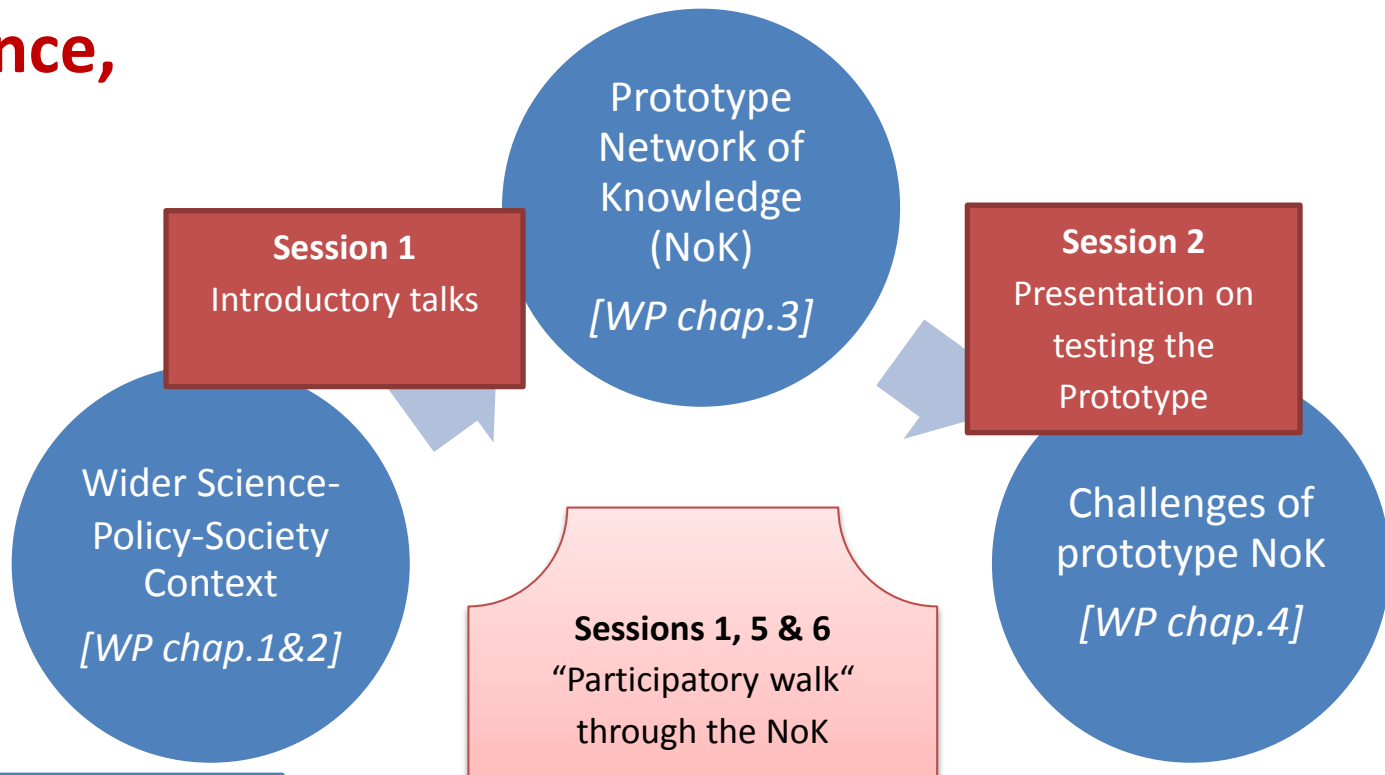 nce,
Prototype
Network of
Knowledge
(NoK)
[WP chap.3]
Session 1
Introductory talks
Session 2
Presentation on
testing the
Prototype
Wider Science-
Policy-Society
Context
[WP chap.1&2]
Challenges of
prototype NoK
[WP chap.4]
Sessions 1, 5 & 6
“Participatory walk“
through the NoK